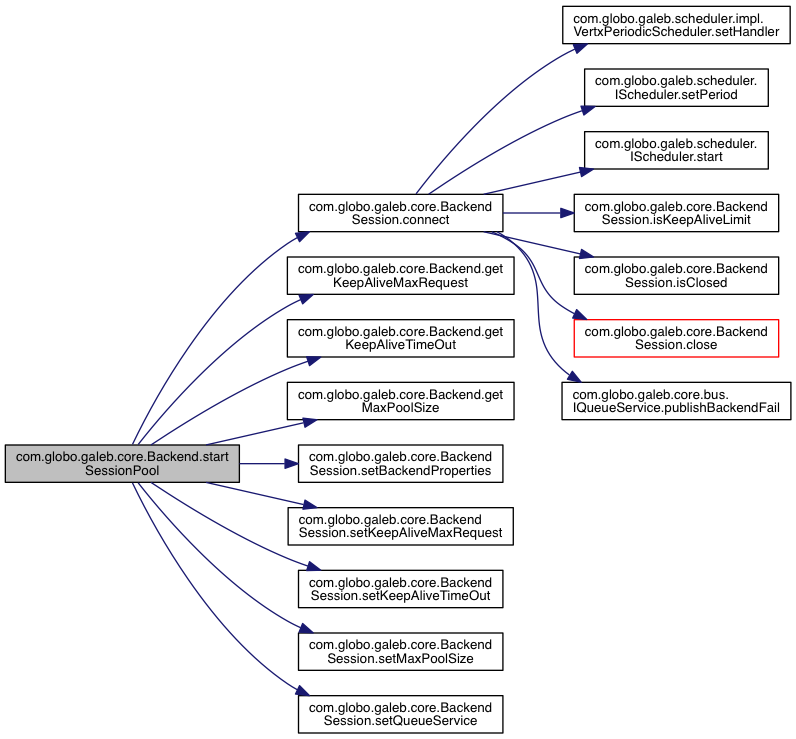 com.globo.galeb.scheduler.impl.
VertxPeriodicScheduler.setHandler
com.globo.galeb.scheduler.
IScheduler.setPeriod
com.globo.galeb.scheduler.
IScheduler.start
com.globo.galeb.core.Backend
Session.connect
com.globo.galeb.core.Backend
Session.isKeepAliveLimit
com.globo.galeb.core.Backend.get
KeepAliveMaxRequest
com.globo.galeb.core.Backend
Session.isClosed
com.globo.galeb.core.Backend.get
KeepAliveTimeOut
com.globo.galeb.core.Backend
Session.close
com.globo.galeb.core.Backend.get
MaxPoolSize
com.globo.galeb.core.bus.
IQueueService.publishBackendFail
com.globo.galeb.core.Backend.start
SessionPool
com.globo.galeb.core.Backend
Session.setBackendProperties
com.globo.galeb.core.Backend
Session.setKeepAliveMaxRequest
com.globo.galeb.core.Backend
Session.setKeepAliveTimeOut
com.globo.galeb.core.Backend
Session.setMaxPoolSize
com.globo.galeb.core.Backend
Session.setQueueService